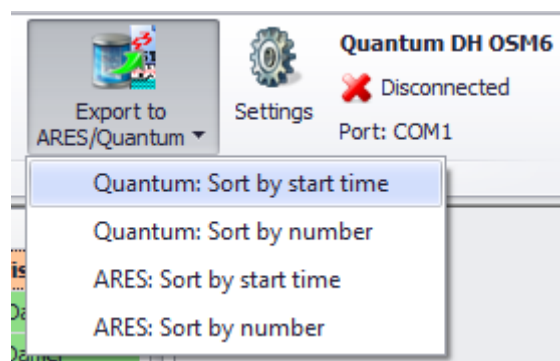 Export to
ARES/Quantum
Settings
Quantum DH OSM6
Disconnected
Port: COM1
Quantum: Sort by start time
Quantum: Sort by number
ARES: Sort by start time
ARES: Sort by number